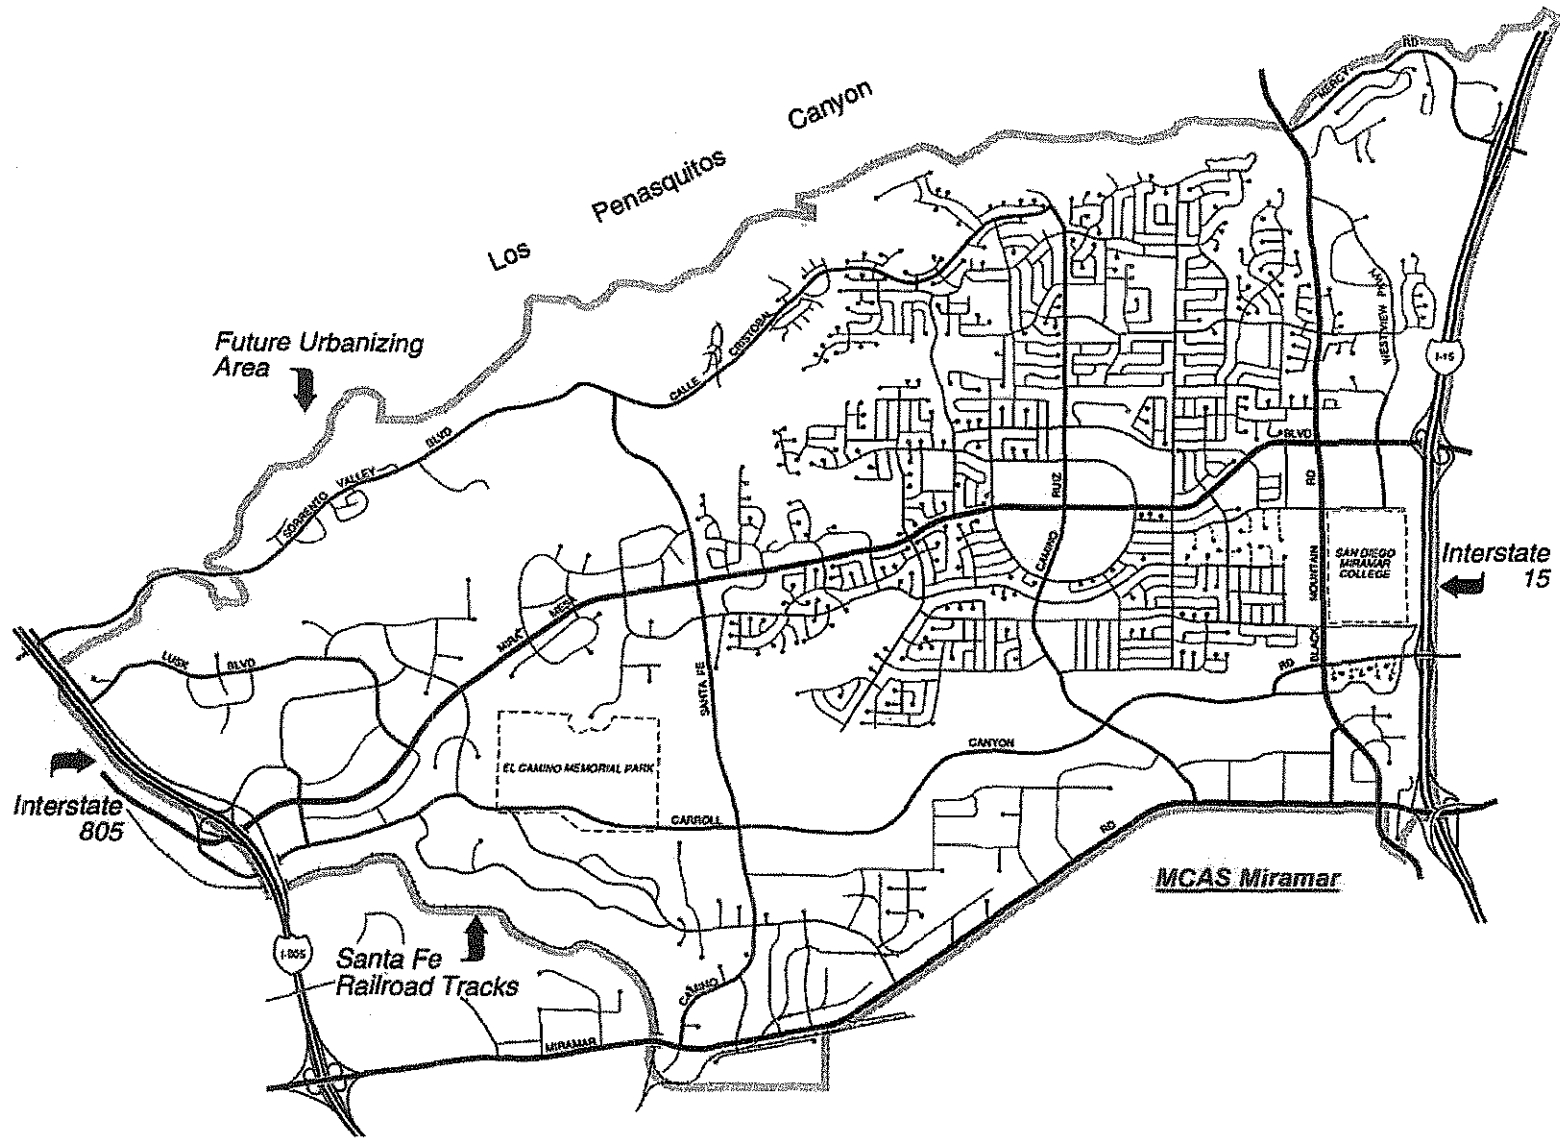 Los Penasquitos Canyon
MERCY RD
Future Urbanizing
Area
CALLE CRISTOBAL
WESTVIEW PKWY
I-15
SORRENTO VALLEY BLVD
BLVD
RUIZ
RD
CAMINO
MOUNTAIN
SAN DIEGO
MIRAMAR
COLLEGE
Interstate
15
MIRA MESA
LUSK BLVD
BLACK
RD
SANTA FE
CANYON
EL CAMINO MEMORIAL PARK
Interstate
805
CARROLL
RD
MCAS Miramar
I-805
Santa Fe
Railroad Tracks
CAMINO
MIRAMAR